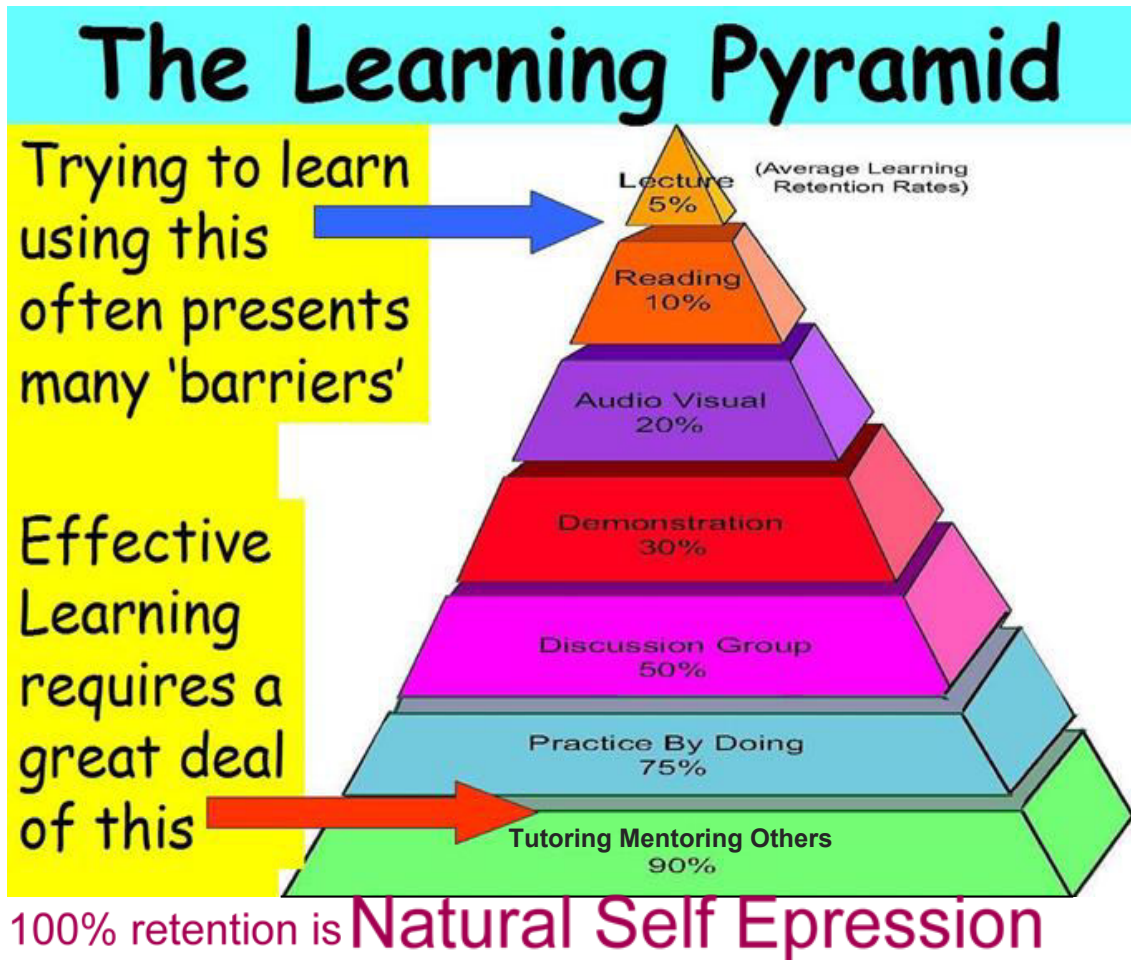 The Learning Pyramid
Trying to learn
using this
often presents
many ‘barriers’
(Average Learning
Retention Rates)
Lecture
5%
Reading
10%
Audio Visual
20%
Demonstration
30%
Discussion Group
50%
Effective
Learning
requires a
great deal
of this
Practice By Doing
75%
Tutoring Mentoring Others
90%
100% retention is Natural Self Epression